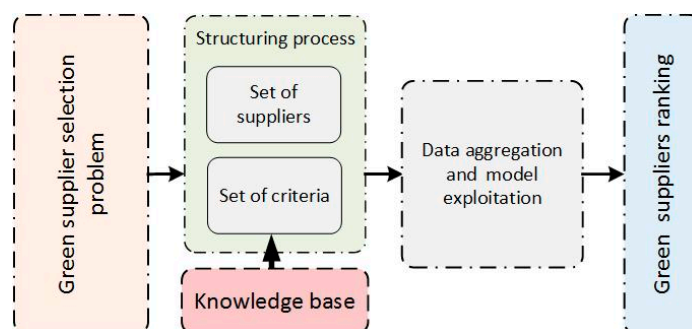 Green supplier selection
problem
Structuring process
Set of
suppliers
Set of criteria
Knowledge base
Data aggregation
and model
exploitation
Green suppliers ranking